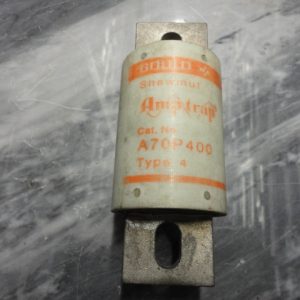 GOULD
Shawmut
Amp-trap
Cat. No.
A70P400
Type 4